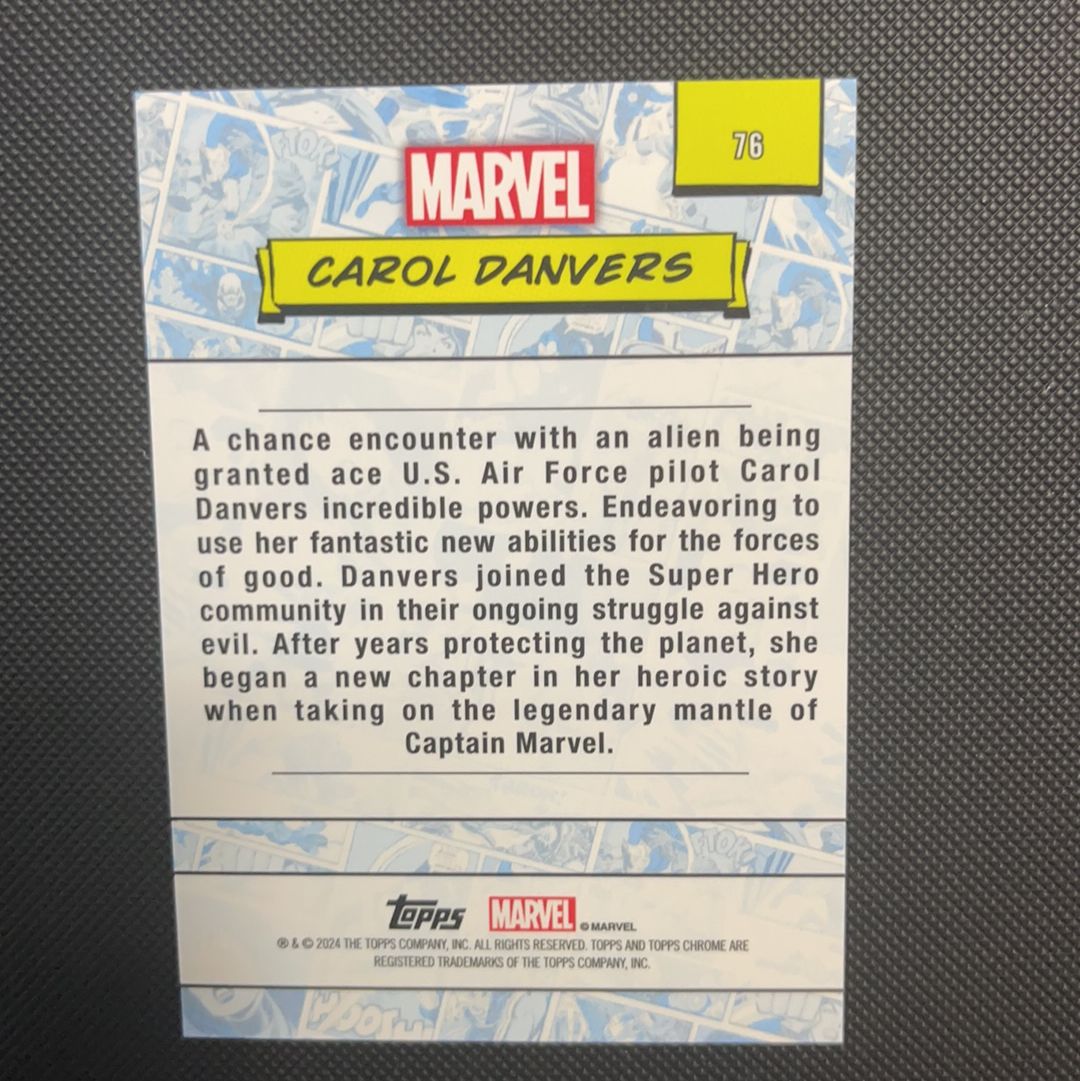 76
MARVEL
CAROL DANVERS
A chance encounter with an alien being
granted ace U.S. Air Force pilot Carol
Danvers incredible powers. Endeavoring to
use her fantastic new abilities for the forces
of good. Danvers joined the Super Hero
community in their ongoing struggle against
evil. After years protecting the planet, she
began a new chapter in her heroic story
when taking on the legendary mantle of
Captain Marvel.
FTOK
topps MARVEL © MARVEL
® & © 2024 THE TOPPS COMPANY, INC. ALL RIGHTS RESERVED. TOPPS AND TOPPS CHROME ARE
REGISTERED TRADEMARKS OF THE TOPPS COMPANY, INC.